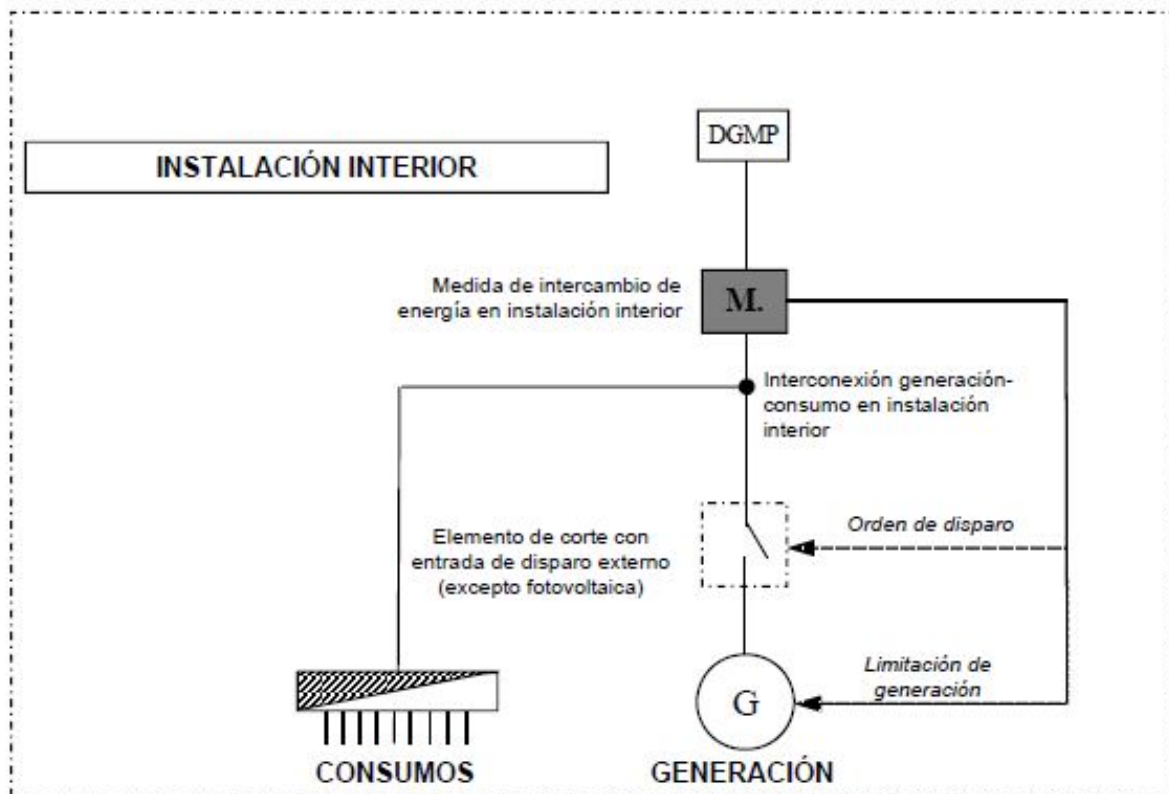 DGMP
INSTALACIÓN INTERIOR
Medida de intercambio de
energía en instalación interior
M.
Interconexión generación-
consumo en instalación
interior
Elemento de corte con
entrada de disparo externo
(excepto fotovoltaica)
Orden de disparo
Limitación de
generación
G
CONSUMOS
GENERACIÓN